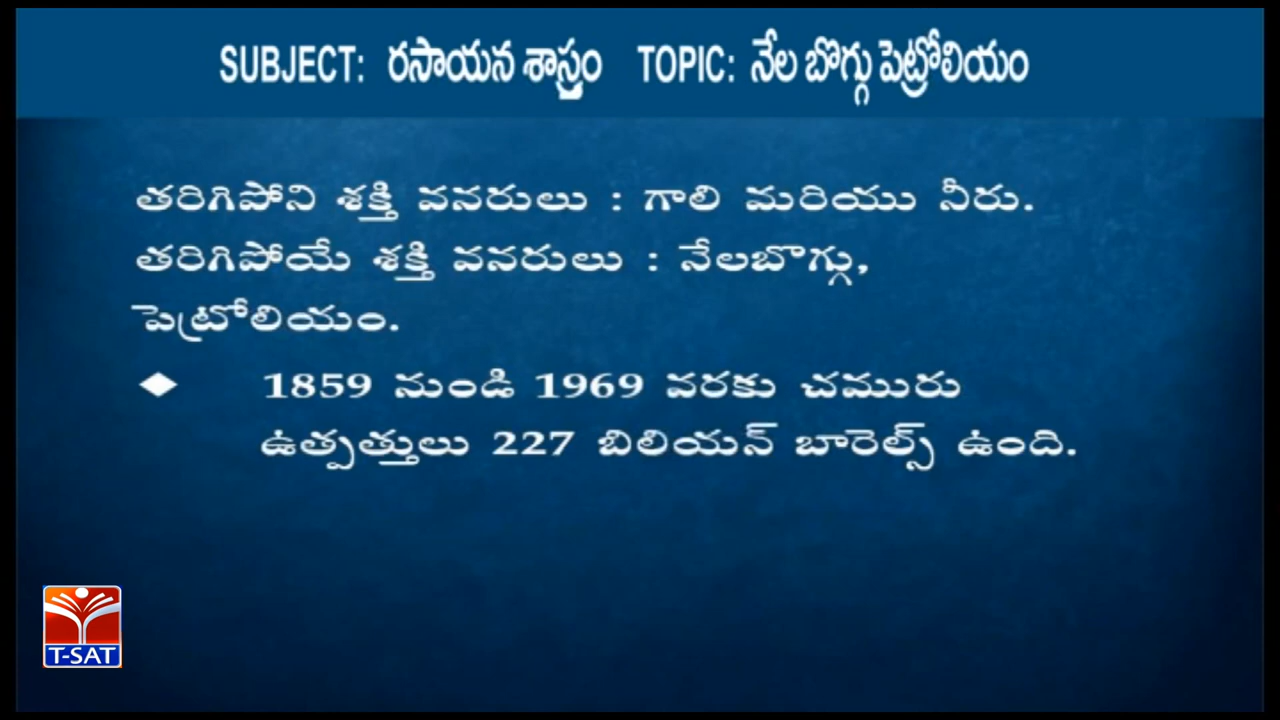 SUBJECT: రసాయన శాస్త్రం TOPIC: నేల బొగ్గు పెట్రోలియం
తరిగిపోని శక్తి వనరులు : గాలి మరియు నీరు.
తరిగిపోయే శక్తి వనరులు : నేలబొగ్గు,
పెట్రోలియం.
1859 నుండి 1969 వరకు చమురు
ఉత్పత్తులు 227 బిలియన్ బారెల్స్ ఉంది.
T-SAT